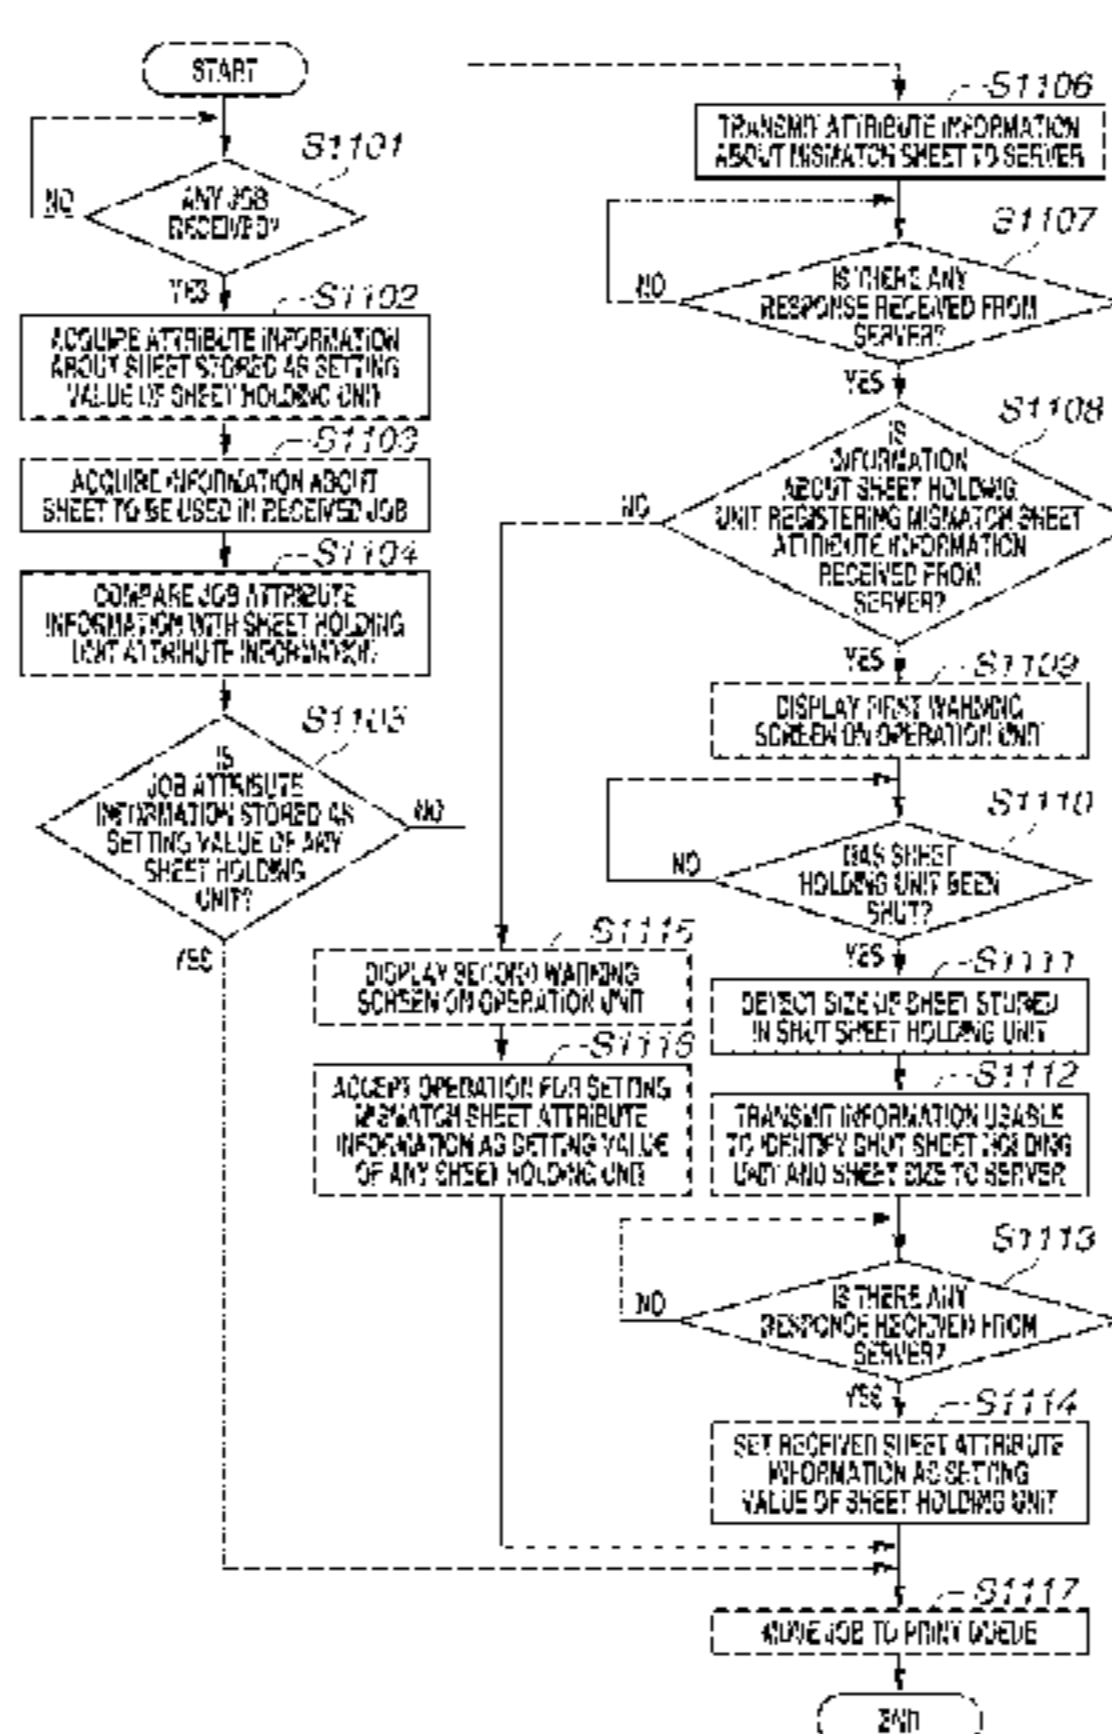 START
S1101
NO
ANY JOB
RECEIVED?
YES
S1102
ACQUIRE ATTRIBUTE INFORMATION
ABOUT SHEET STORED AS SETTING
VALUE OF SHEET HOLDING UNIT
S1103
ACQUIRE INFORMATION ABOUT
SHEET TO BE USED IN RECEIVED JOB
S1104
COMPARE JOB ATTRIBUTE
INFORMATION WITH SHEET HOLDING
UNIT ATTRIBUTE INFORMATION
S1105
IS
JOB ATTRIBUTE
INFORMATION STORED AS
SETTING VALUE OF ANY
SHEET HOLDING
UNIT?
NO
YES
S1106
TRANSMIT ATTRIBUTE INFORMATION
ABOUT MISMATCH SHEET TO SERVER
S1107
IS THERE ANY
RESPONSE RECEIVED FROM
SERVER?
NO
YES
S1108
IS
INFORMATION
ABOUT SHEET HOLDING
UNIT REGISTERING MISMATCH SHEET
ATTRIBUTE INFORMATION
RECEIVED FROM
SERVER?
NO
YES
S1109
DISPLAY FIRST WARNING
SCREEN ON OPERATION UNIT
S1110
HAS SHEET
HOLDING UNIT BEEN
SHUT?
NO
YES
S1111
DETECT SIZE OF SHEET STORED
IN SHUT SHEET HOLDING UNIT
S1112
TRANSMIT INFORMATION USABLE
TO IDENTIFY SHUT SHEET HOLDING
UNIT AND SHEET SIZE TO SERVER
S1113
IS THERE ANY
RESPONSE RECEIVED FROM
SERVER?
NO
YES
S1114
SET RECEIVED SHEET ATTRIBUTE
INFORMATION AS SETTING
VALUE OF SHEET HOLDING UNIT
S1115
DISPLAY SECOND WARNING
SCREEN ON OPERATION UNIT
S1116
ACCEPT OPERATION FOR SETTING
MISMATCH SHEET ATTRIBUTE
INFORMATION AS SETTING VALUE
OF ANY SHEET HOLDING UNIT
S1117
MOVE JOB TO PRINT QUEUE
END